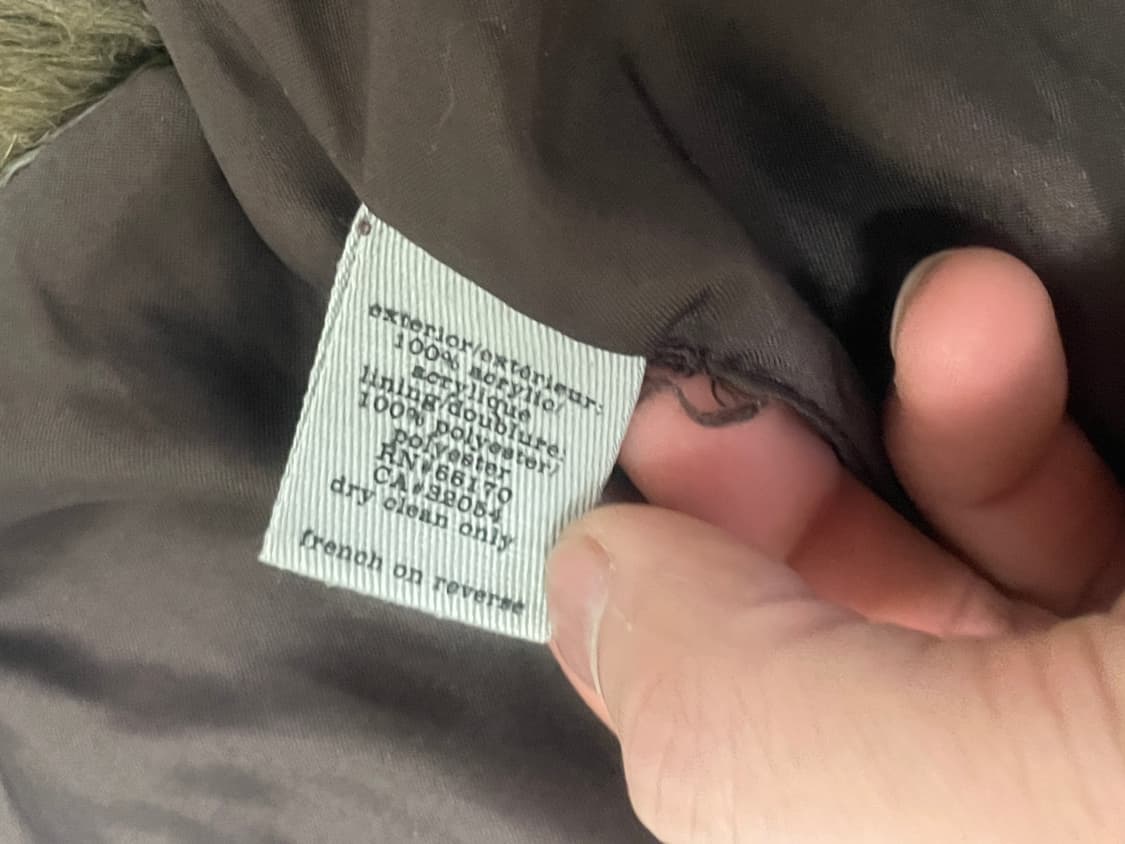 exterior/extérieur:
100% acrylic/
acrylique
lining/doublure:
100% polyester/
polyester
RN#66170
CA#32054
dry clean only
french on reverse